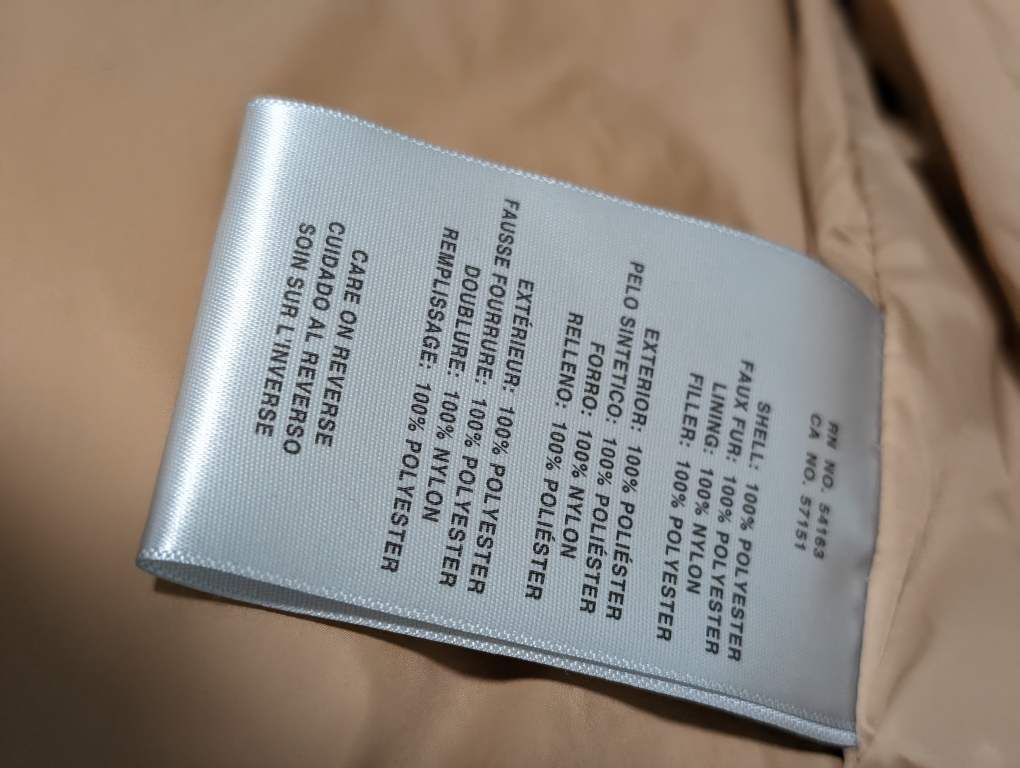 RN NO. 54163
CA NO. 57151
SHELL: 100% POLYESTER
FAUX FUR: 100% POLYESTER
LINING: 100% NYLON
FILLER: 100% POLYESTER
EXTERIOR: 100% POLIÉSTER
PELO SINTETICO: 100% POLIÉSTER
FORRO: 100% NYLON
RELLENO: 100% POLIÉSTER
EXTÉRIEUR: 100% POLYESTER
FAUSSE FOURRURE: 100% POLYESTER
DOUBLURE: 100% NYLON
REMPLISSAGE: 100% POLYESTER
CARE ON REVERSE
CUIDADO AL REVERSO
SOIN SUR L'INVERSE